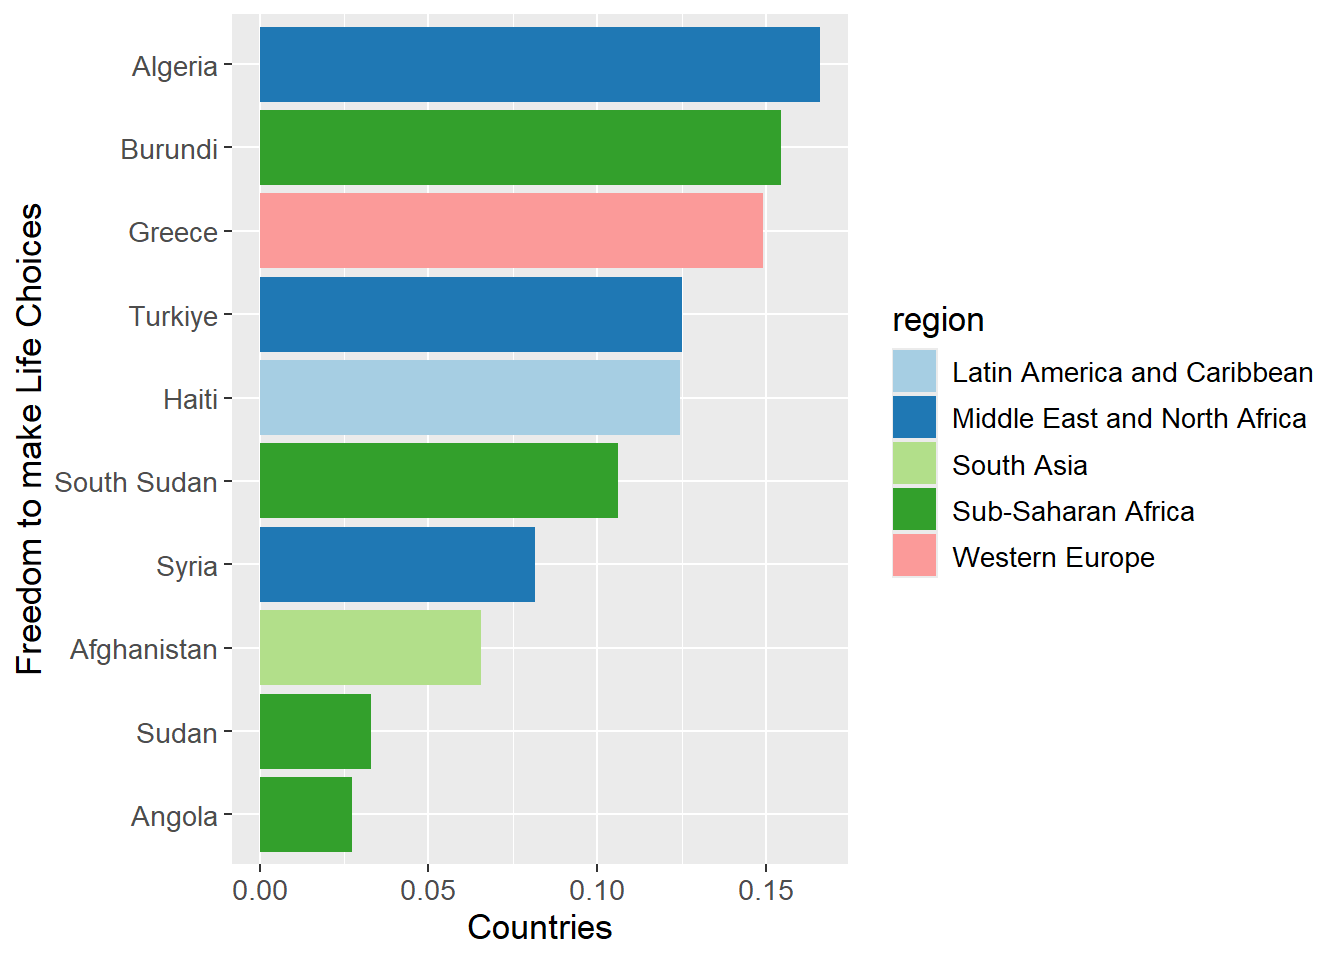 Freedom to make Life Choices
Algeria
Burundi
Greece
Turkiye
Haiti
South Sudan
Syria
Afghanistan
Sudan
Angola
0.00 0.05 0.10 0.15
Countries
region
Latin America and Caribbean
Middle East and North Africa
South Asia
Sub-Saharan Africa
Western Europe